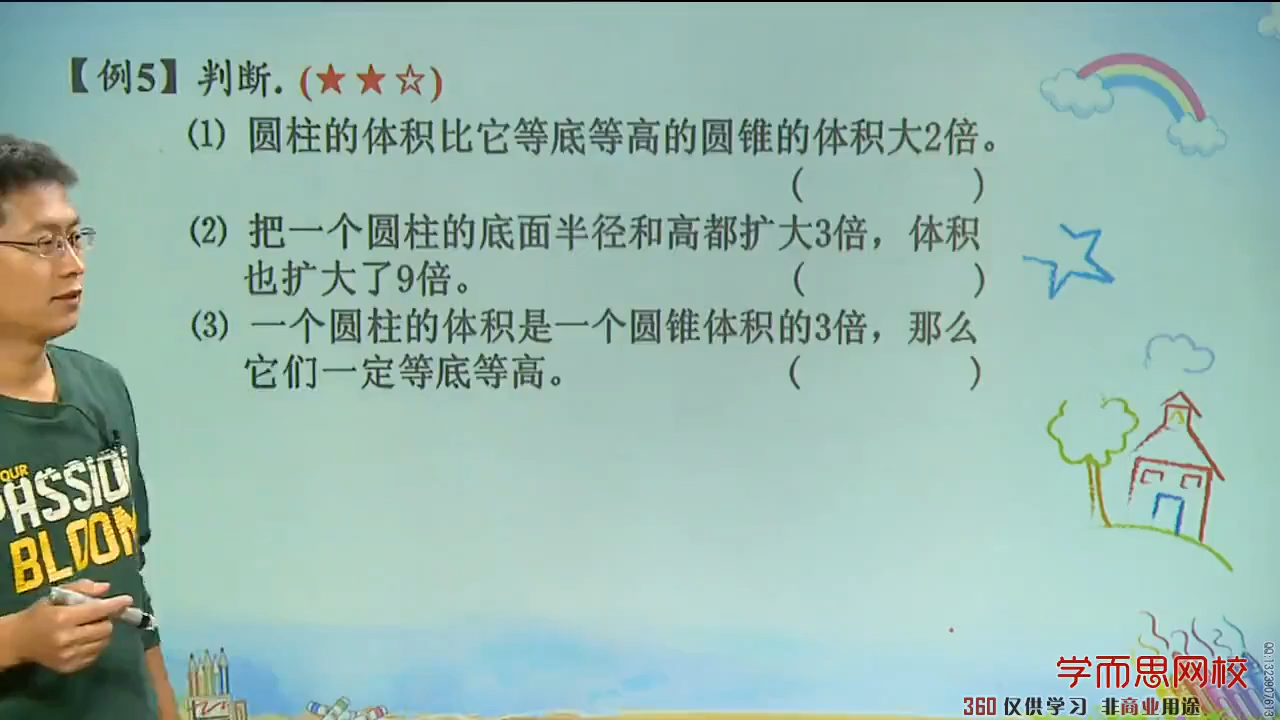 【例5】判断.(★★☆)
(1) 圆柱的体积比它等底等高的圆锥的体积大2倍。
( )
(2) 把一个圆柱的底面半径和高都扩大3倍，体积
也扩大了9倍。 ( )
(3) 一个圆柱的体积是一个圆锥体积的3倍，那么
它们一定等底等高。 ( )
YOUR
PASSION
BLOOM
学而思网校
360 仅供学习 非商业用途